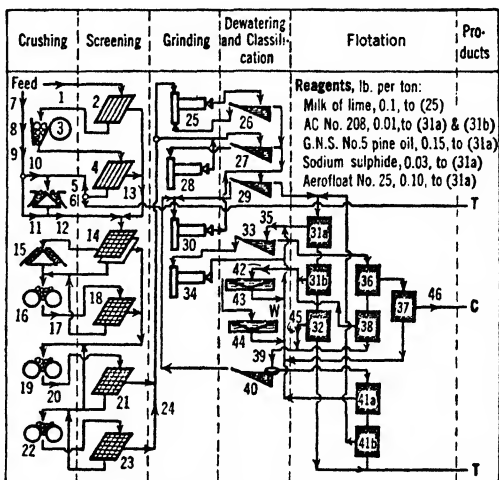 Crushing
Screening
Grinding
Dewatering
and Classifi-
cation
Flotation
Pro-
ducts
Feed
Reagents, lb. per ton:
Milk of lime, 0.1, to (25)
AC No. 208, 0.01, to (31a) & (31b)
G.N.S. No.5 pine oil, 0.15, to (31a)
Sodium sulphide, 0.03, to (31a)
Aerofloat No. 25, 0.10, to (31a)
1
2
3
4
5
6
7
8
9
10
11
12
13
14
15
16
17
18
19
20
21
22
23
24
25
26
27
28
29
30
31a
31b
32
33
34
35
36
37
38
39
40
41a
41b
42
43
44
45
46
W
T
C
T